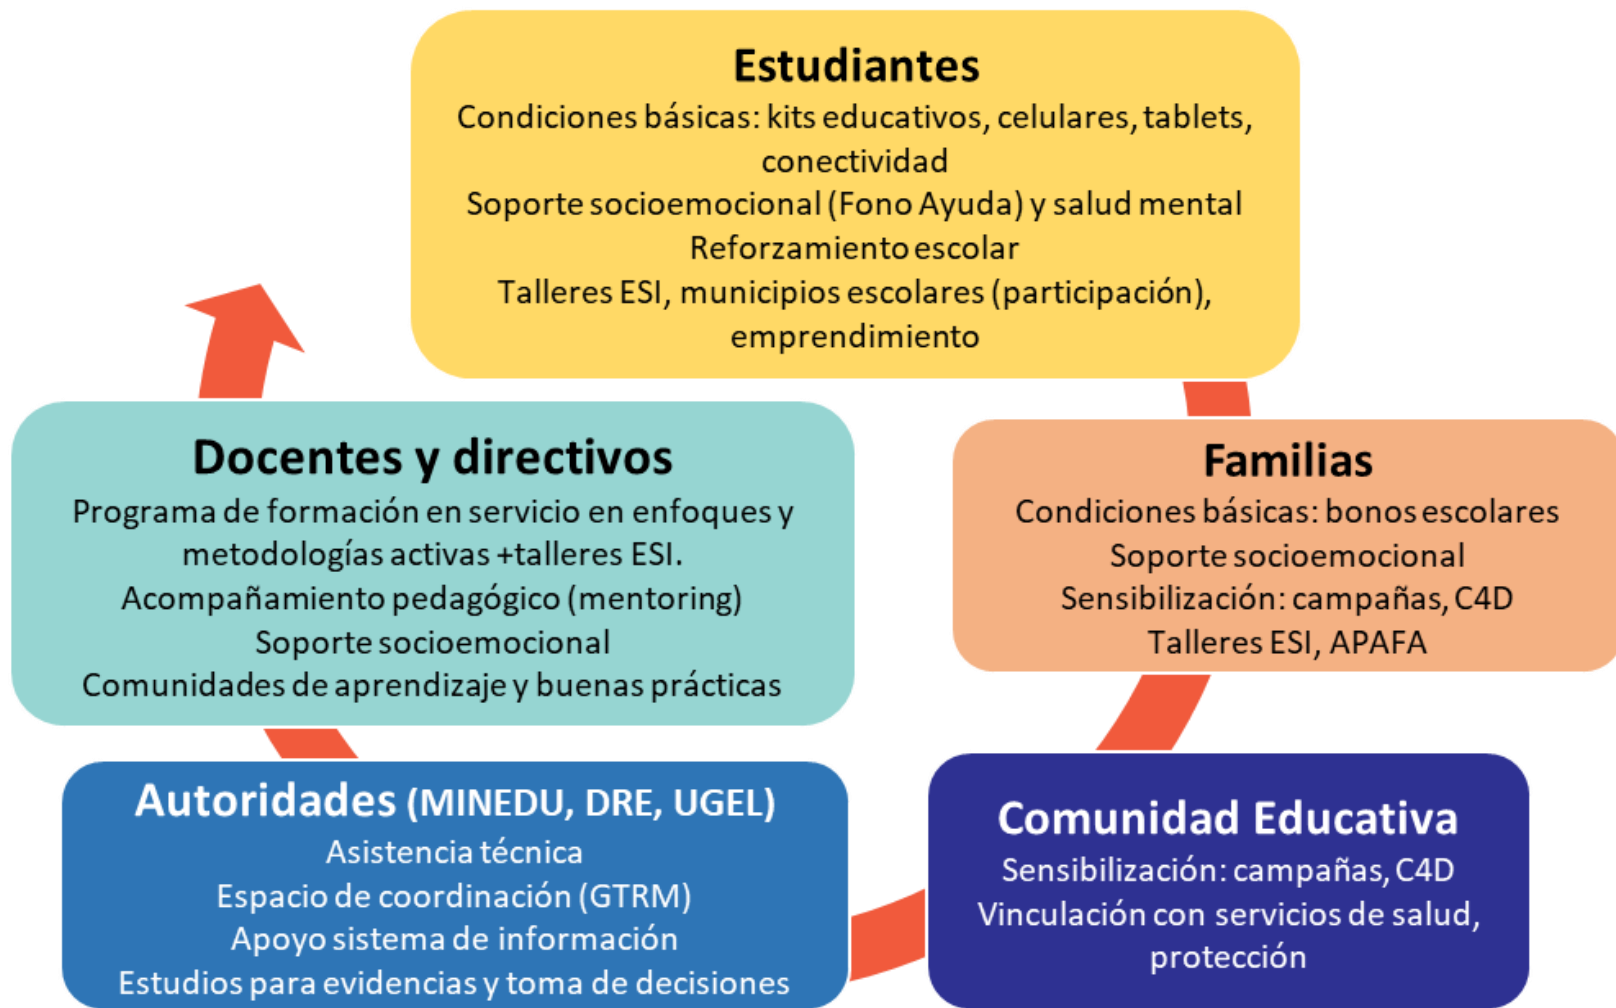 Estudiantes
Condiciones básicas: kits educativos, celulares, tablets,
conectividad
Soporte socioemocional (Fono Ayuda) y salud mental
Reforzamiento escolar
Talleres ESI, municipios escolares (participación),
emprendimiento
Docentes y directivos
Programa de formación en servicio en enfoques y
metodologías activas +talleres ESI.
Acompañamiento pedagógico (mentoring)
Soporte socioemocional
Comunidades de aprendizaje y buenas prácticas
Familias
Condiciones básicas: bonos escolares
Soporte socioemocional
Sensibilización: campañas, C4D
Talleres ESI, APAFA
Autoridades (MINEDU, DRE, UGEL)
Asistencia técnica
Espacio de coordinación (GTRM)
Apoyo sistema de información
Estudios para evidencias y toma de decisiones
Comunidad Educativa
Sensibilización: campañas, C4D
Vinculación con servicios de salud,
protección